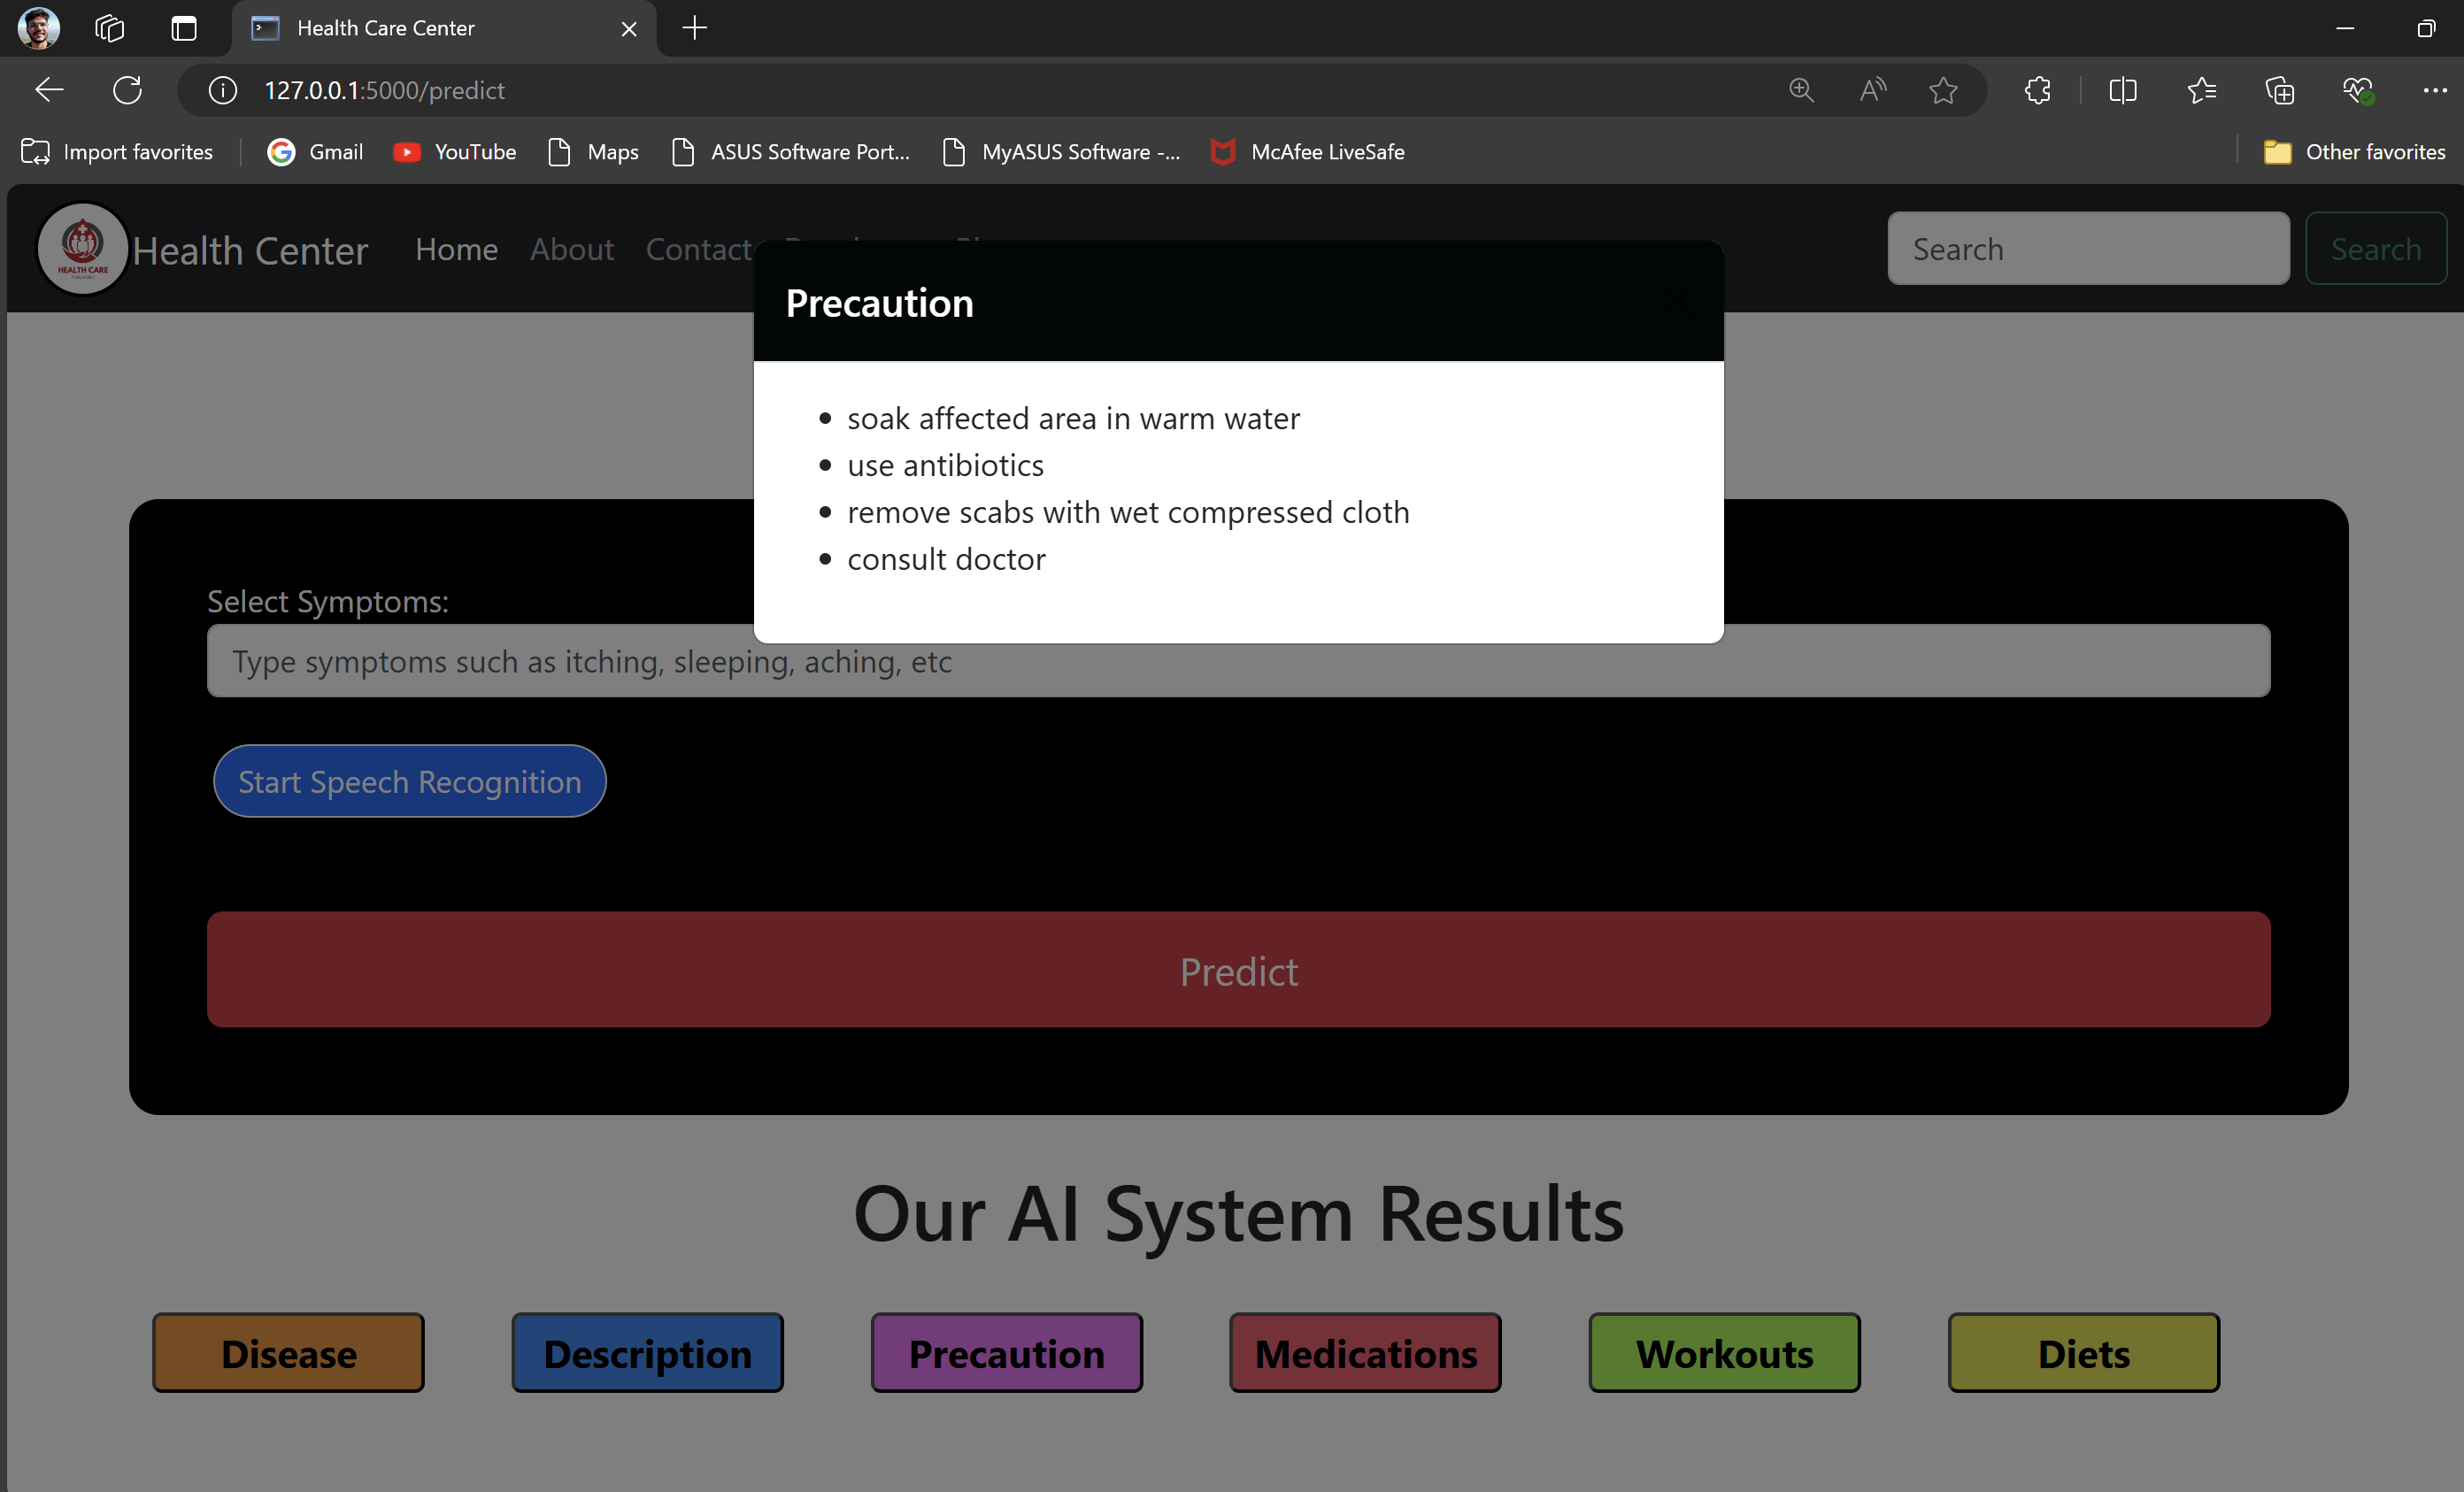 Health Care Center
127.0.0.1:5000/predict
Import favorites
Gmail
YouTube
Maps
ASUS Software Port...
MyASUS Software -...
McAfee LiveSafe
Other favorites
HEALTH CARE
Health Center
Home
About
Contact
Search
Search
Precaution
soak affected area in warm water
use antibiotics
remove scabs with wet compressed cloth
consult doctor
Select Symptoms:
Type symptoms such as itching, sleeping, aching, etc
Start Speech Recognition
Predict
Our AI System Results
Disease
Description
Precaution
Medications
Workouts
Diets